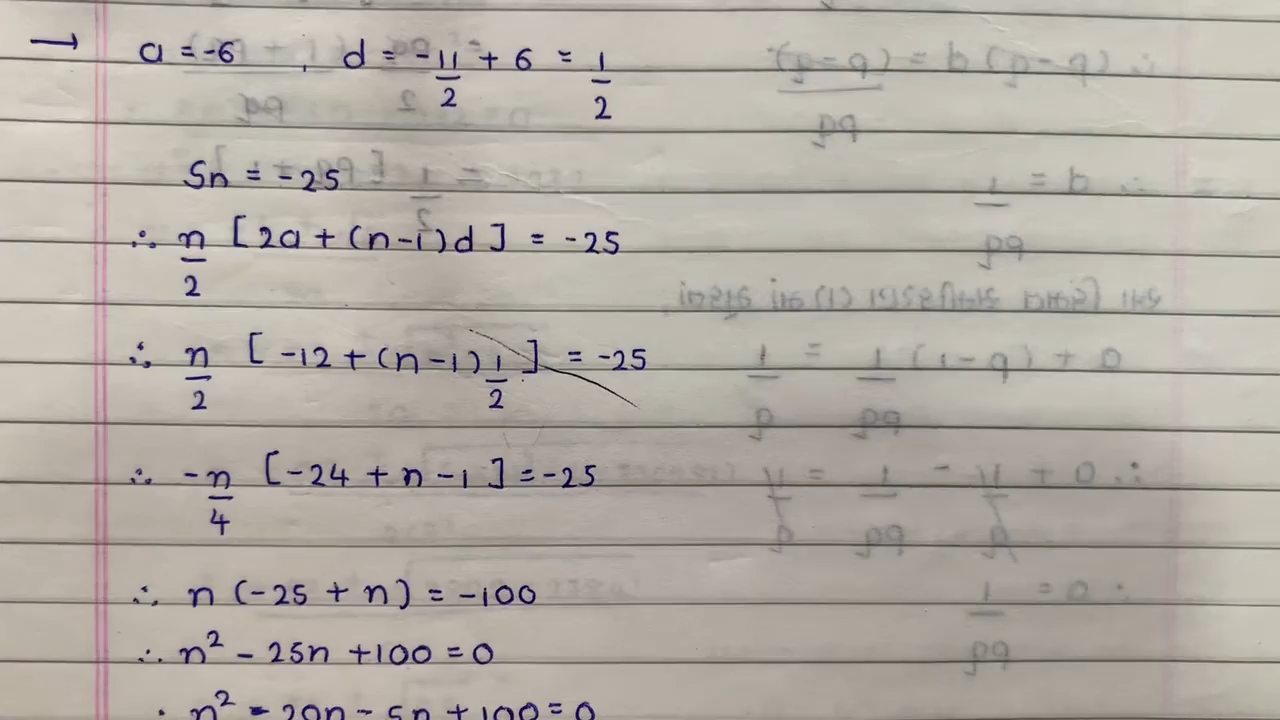 → a = -6 , d = -11/2 + 6 = 1/2
Sn = -25
∴ n/2 [2a + (n-1)d] = -25
∴ n/2 [-12 + (n-1) 1/2] = -25
∴ -n/4 [-24 + n - 1] = -25
∴ n (-25 + n) = -100
∴ n² - 25n + 100 = 0
∴ n² - 20n - 5n + 100 = 0